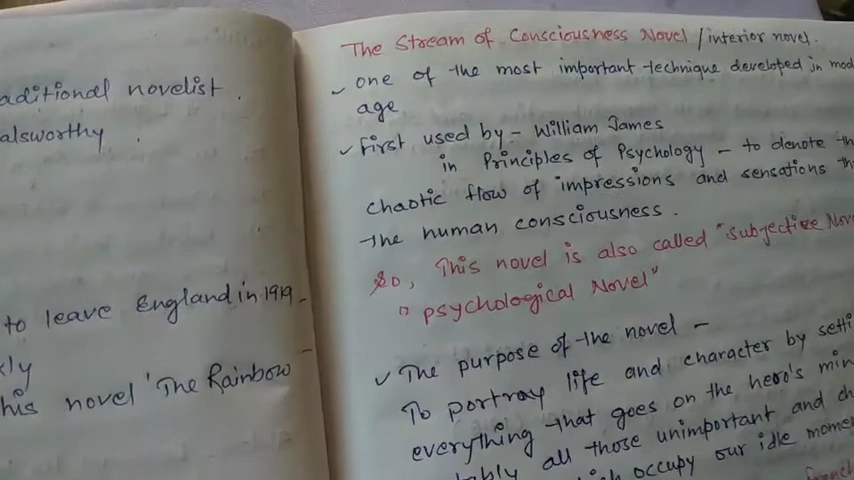 aditional novelist.
alsworthy.
to leave England in 1919-
kly
his novel 'The Rainbow -
The Stream of Consciousness Novel / interior novel.
one of the most important technique developed in mod
age
first used by - William James
in Principles of Psychology - to denote th
chaotic flow of impressions and sensations th
the human consciousness.
So, This novel is also called "subjective Nov
" psychological Novel"
The purpose of the novel -
To portray life and character by setti
everything that goes on the hero's min
all those unimportant and ch
occupy our idle mome